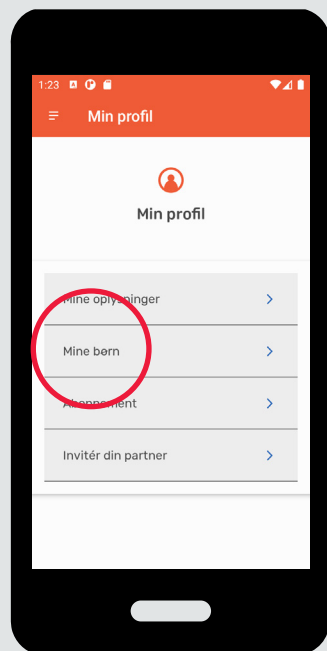 1:23
Min profil
Min profil
Mine oplysninger
Mine børn
Abonnement
Invitér din partner